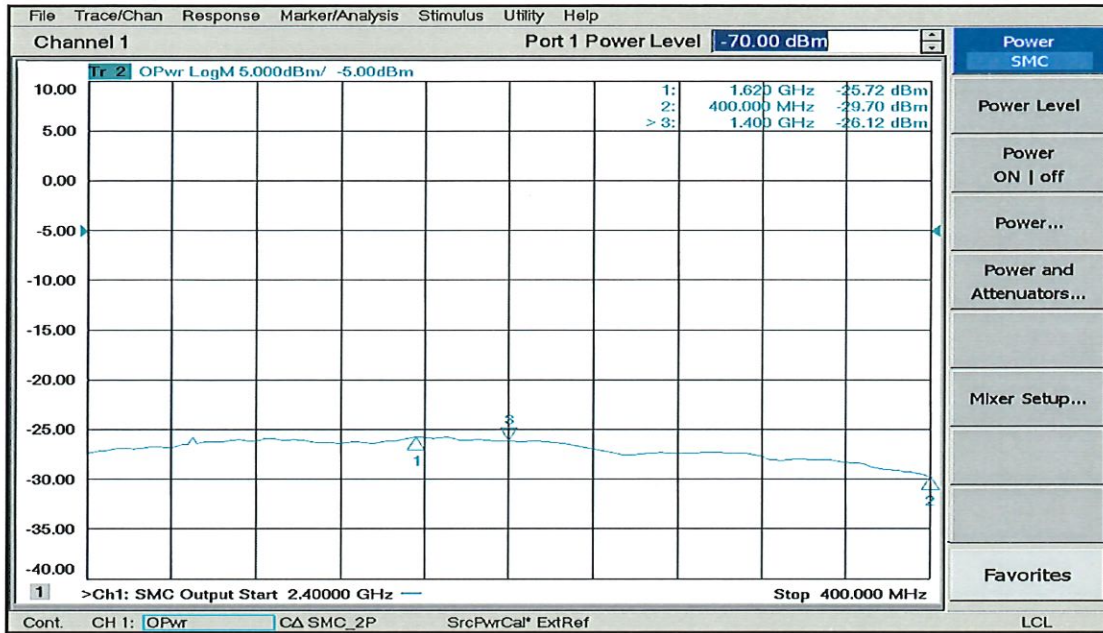 File Trace/Chan Response Marker/Analysis Stimulus Utility Help
Channel 1 Port 1 Power Level -70.00 dBm
Power
SMC
Tr 2 OPwr LogM 5.000dBm/ -5.00dBm
10.00
1: 1.620 GHz -25.72 dBm
2: 400.000 MHz -29.70 dBm
> 3: 1.400 GHz -26.12 dBm
Power Level
5.00
Power
ON | off
0.00
Power...
-5.00
Power and
Attenuators...
-10.00
-15.00
-20.00
Mixer Setup...
3
-25.00
1
-30.00
2
-35.00
-40.00
Favorites
1 >Ch1: SMC Output Start 2.40000 GHz — Stop 400.000 MHz
Cont. CH 1: OPwr CΔ SMC_2P SrcPwrCal* ExtRef LCL